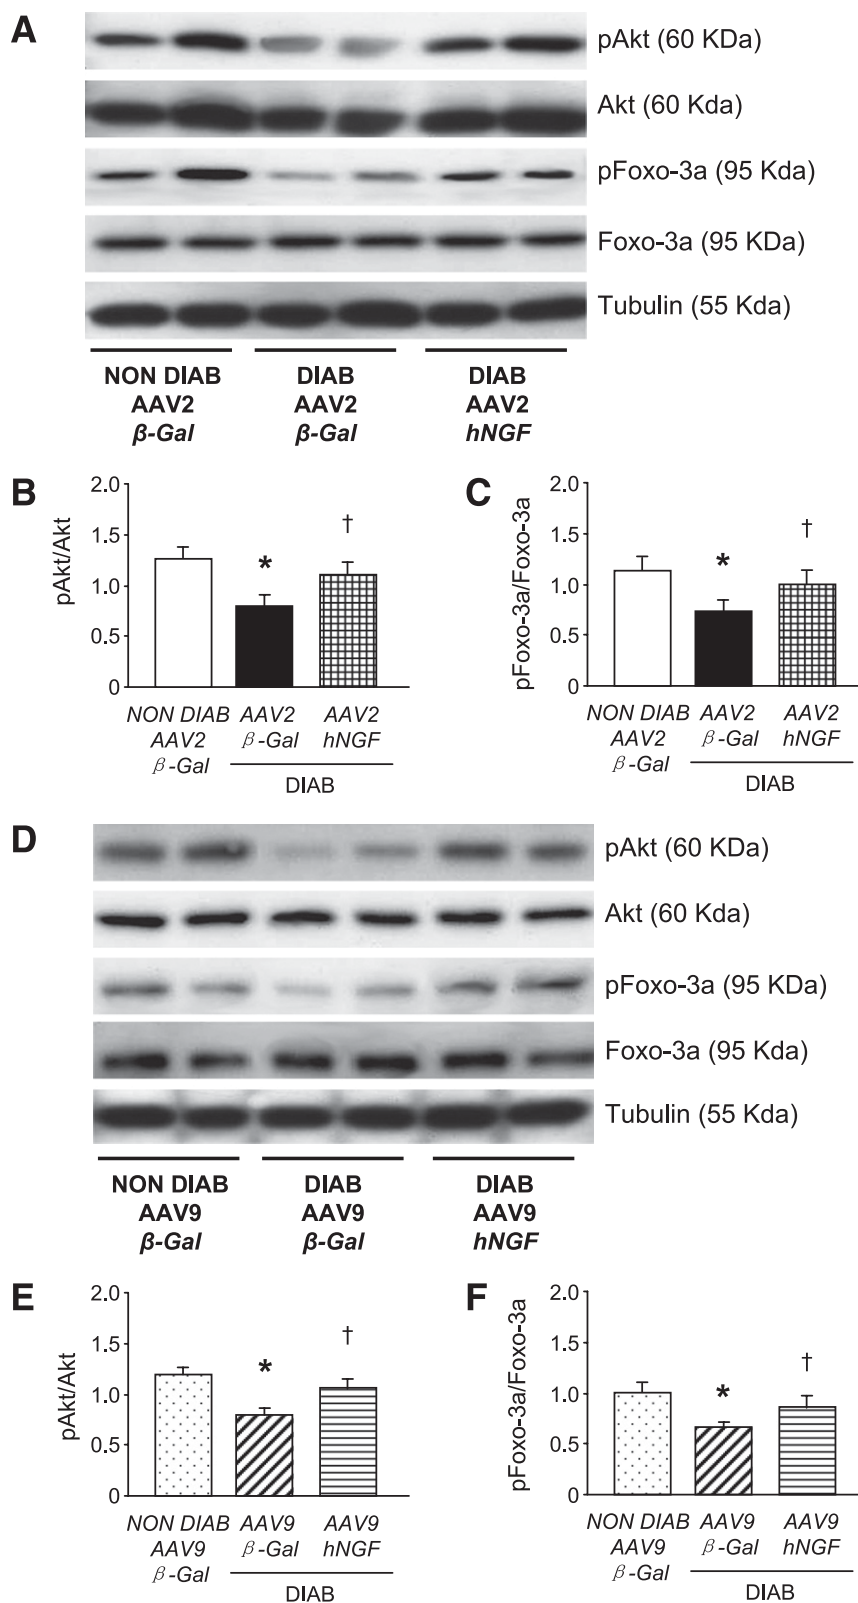 A
pAkt (60 KDa)
Akt (60 Kda)
pFoxo-3a (95 Kda)
Foxo-3a (95 KDa)
Tubulin (55 Kda)
NON DIAB
AAV2
β-Gal
DIAB
AAV2
β-Gal
DIAB
AAV2
hNGF
B
pAkt/Akt
2.0
1.5
1.0
0.5
0
*
†
NON DIAB
AAV2
β-Gal
AAV2
β-Gal
AAV2
hNGF
DIAB
C
pFoxo-3a/Foxo-3a
2.0
1.5
1.0
0.5
0
*
†
NON DIAB
AAV2
β-Gal
AAV2
β-Gal
AAV2
hNGF
DIAB
D
pAkt (60 KDa)
Akt (60 Kda)
pFoxo-3a (95 KDa)
Foxo-3a (95 Kda)
Tubulin (55 Kda)
NON DIAB
AAV9
β-Gal
DIAB
AAV9
β-Gal
DIAB
AAV9
hNGF
E
pAkt/Akt
2.0
1.5
1.0
0.5
0
*
†
NON DIAB
AAV9
β-Gal
AAV9
β-Gal
AAV9
hNGF
DIAB
F
pFoxo-3a/Foxo-3a
2.0
1.5
1.0
0.5
0
*
†
NON DIAB
AAV9
β-Gal
AAV9
β-Gal
AAV9
hNGF
DIAB